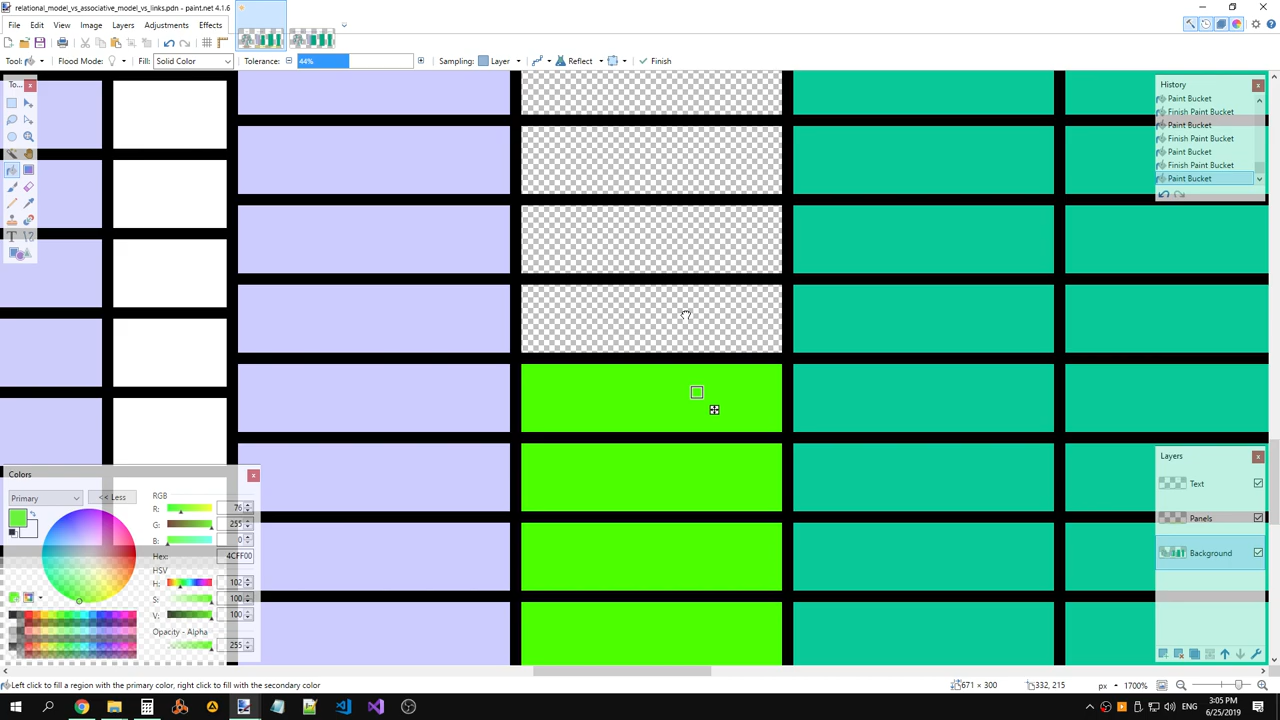 relational_model_vs_associative_model_vs_links.pdn - paint.net 4.1.6
File Edit View Image Layers Adjustments Effects
Tool: Flood Mode: Fill: Solid Color Tolerance: 44% Sampling: Layer Reflect Finish
To...
History
Paint Bucket
Finish Paint Bucket
Paint Bucket
Finish Paint Bucket
Paint Bucket
Finish Paint Bucket
Paint Bucket
Layers
Text
Panels
Background
Colors
Primary
<< Less
RGB
R: 76
G: 255
B: 0
Hex: 4CFF00
HSV
H: 102
S: 100
V: 100
Opacity - Alpha
255
Left click to fill a region with the primary color, right click to fill with the secondary color
671 × 300
332, 215
px
1700%
ENG
3:05 PM
6/25/2019